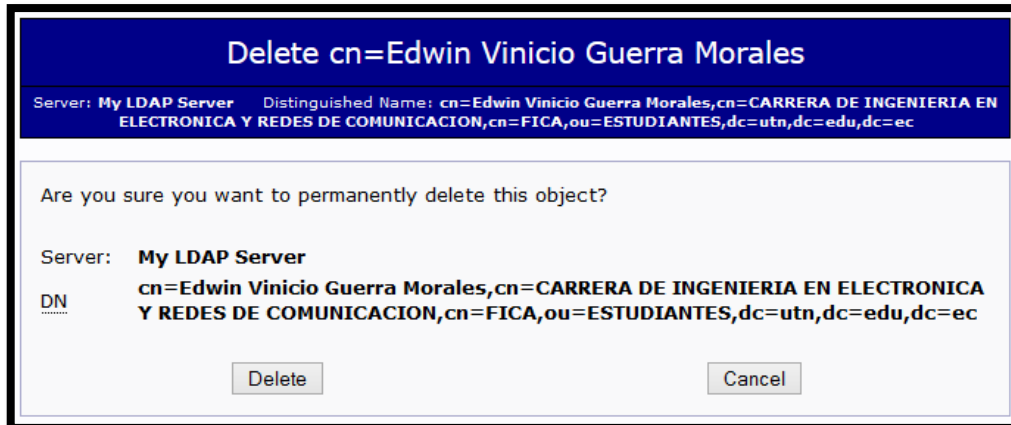 Delete cn=Edwin Vinicio Guerra Morales
Server: My LDAP Server Distinguished Name: cn=Edwin Vinicio Guerra Morales,cn=CARRERA DE INGENIERIA EN
ELECTRONICA Y REDES DE COMUNICACION,cn=FICA,ou=ESTUDIANTES,dc=utn,dc=edu,dc=ec
Are you sure you want to permanently delete this object?
Server: My LDAP Server
DN cn=Edwin Vinicio Guerra Morales,cn=CARRERA DE INGENIERIA EN ELECTRONICA
Y REDES DE COMUNICACION,cn=FICA,ou=ESTUDIANTES,dc=utn,dc=edu,dc=ec
Delete Cancel